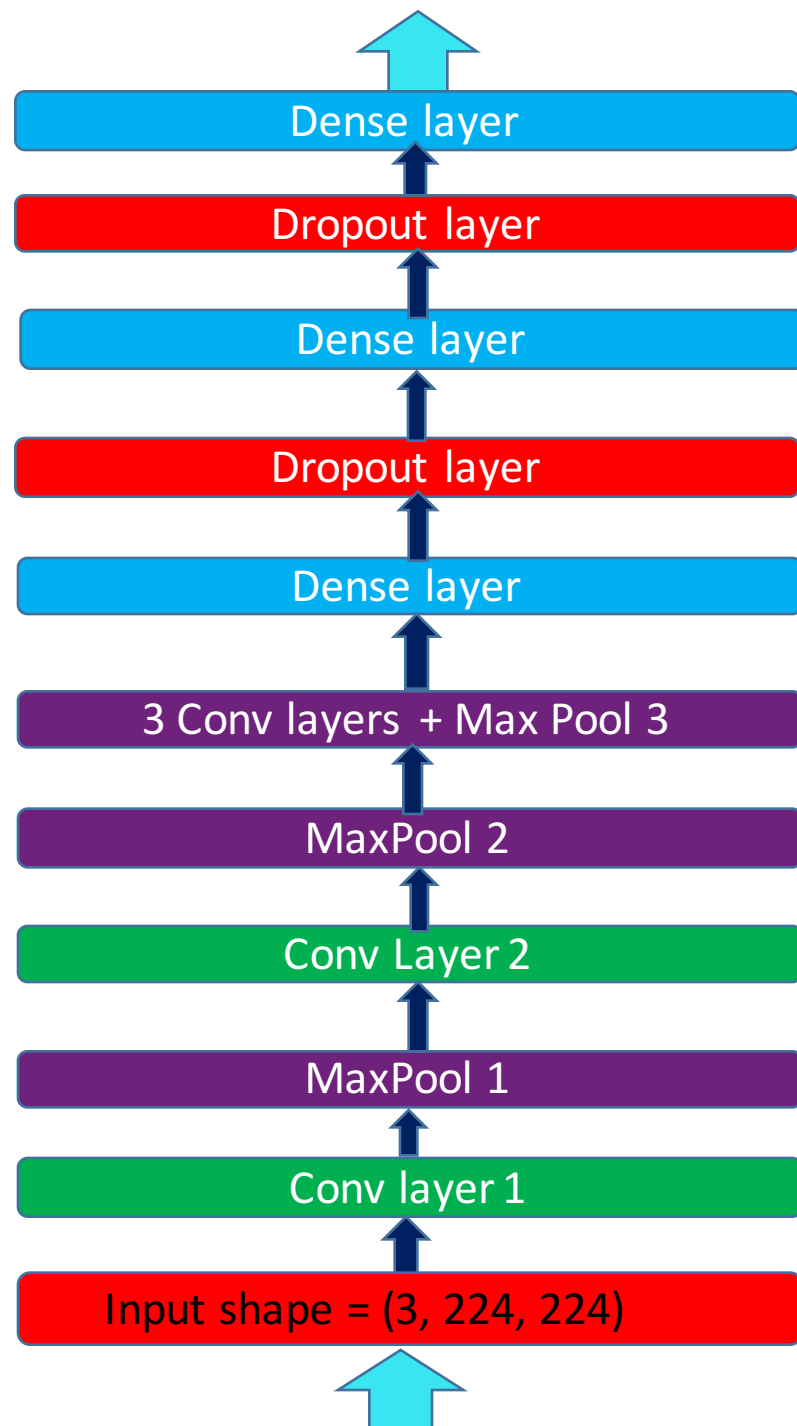 Dense layer
Dropout layer
Dense layer
Dropout layer
Dense layer
3 Conv layers + Max Pool 3
MaxPool 2
Conv Layer 2
MaxPool 1
Conv layer 1
Input shape = (3, 224, 224)